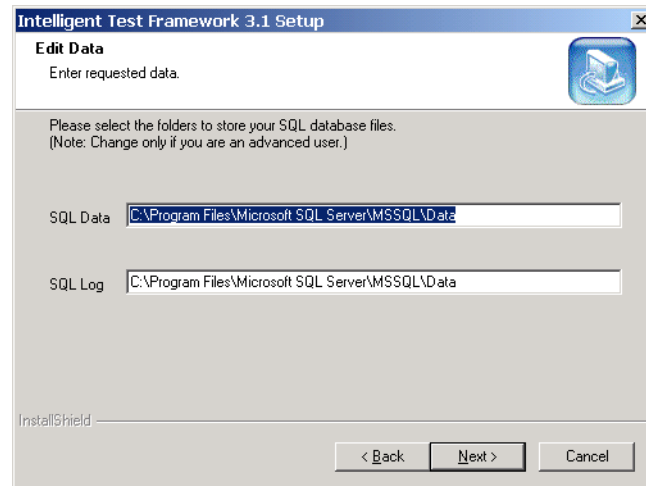 Intelligent Test Framework 3.1 Setup
Edit Data
Enter requested data.
Please select the folders to store your SQL database files.
(Note: Change only if you are an advanced user.)
SQL Data C:\Program Files\Microsoft SQL Server\MSSQL\Data
SQL Log C:\Program Files\Microsoft SQL Server\MSSQL\Data
InstallShield
< Back Next > Cancel